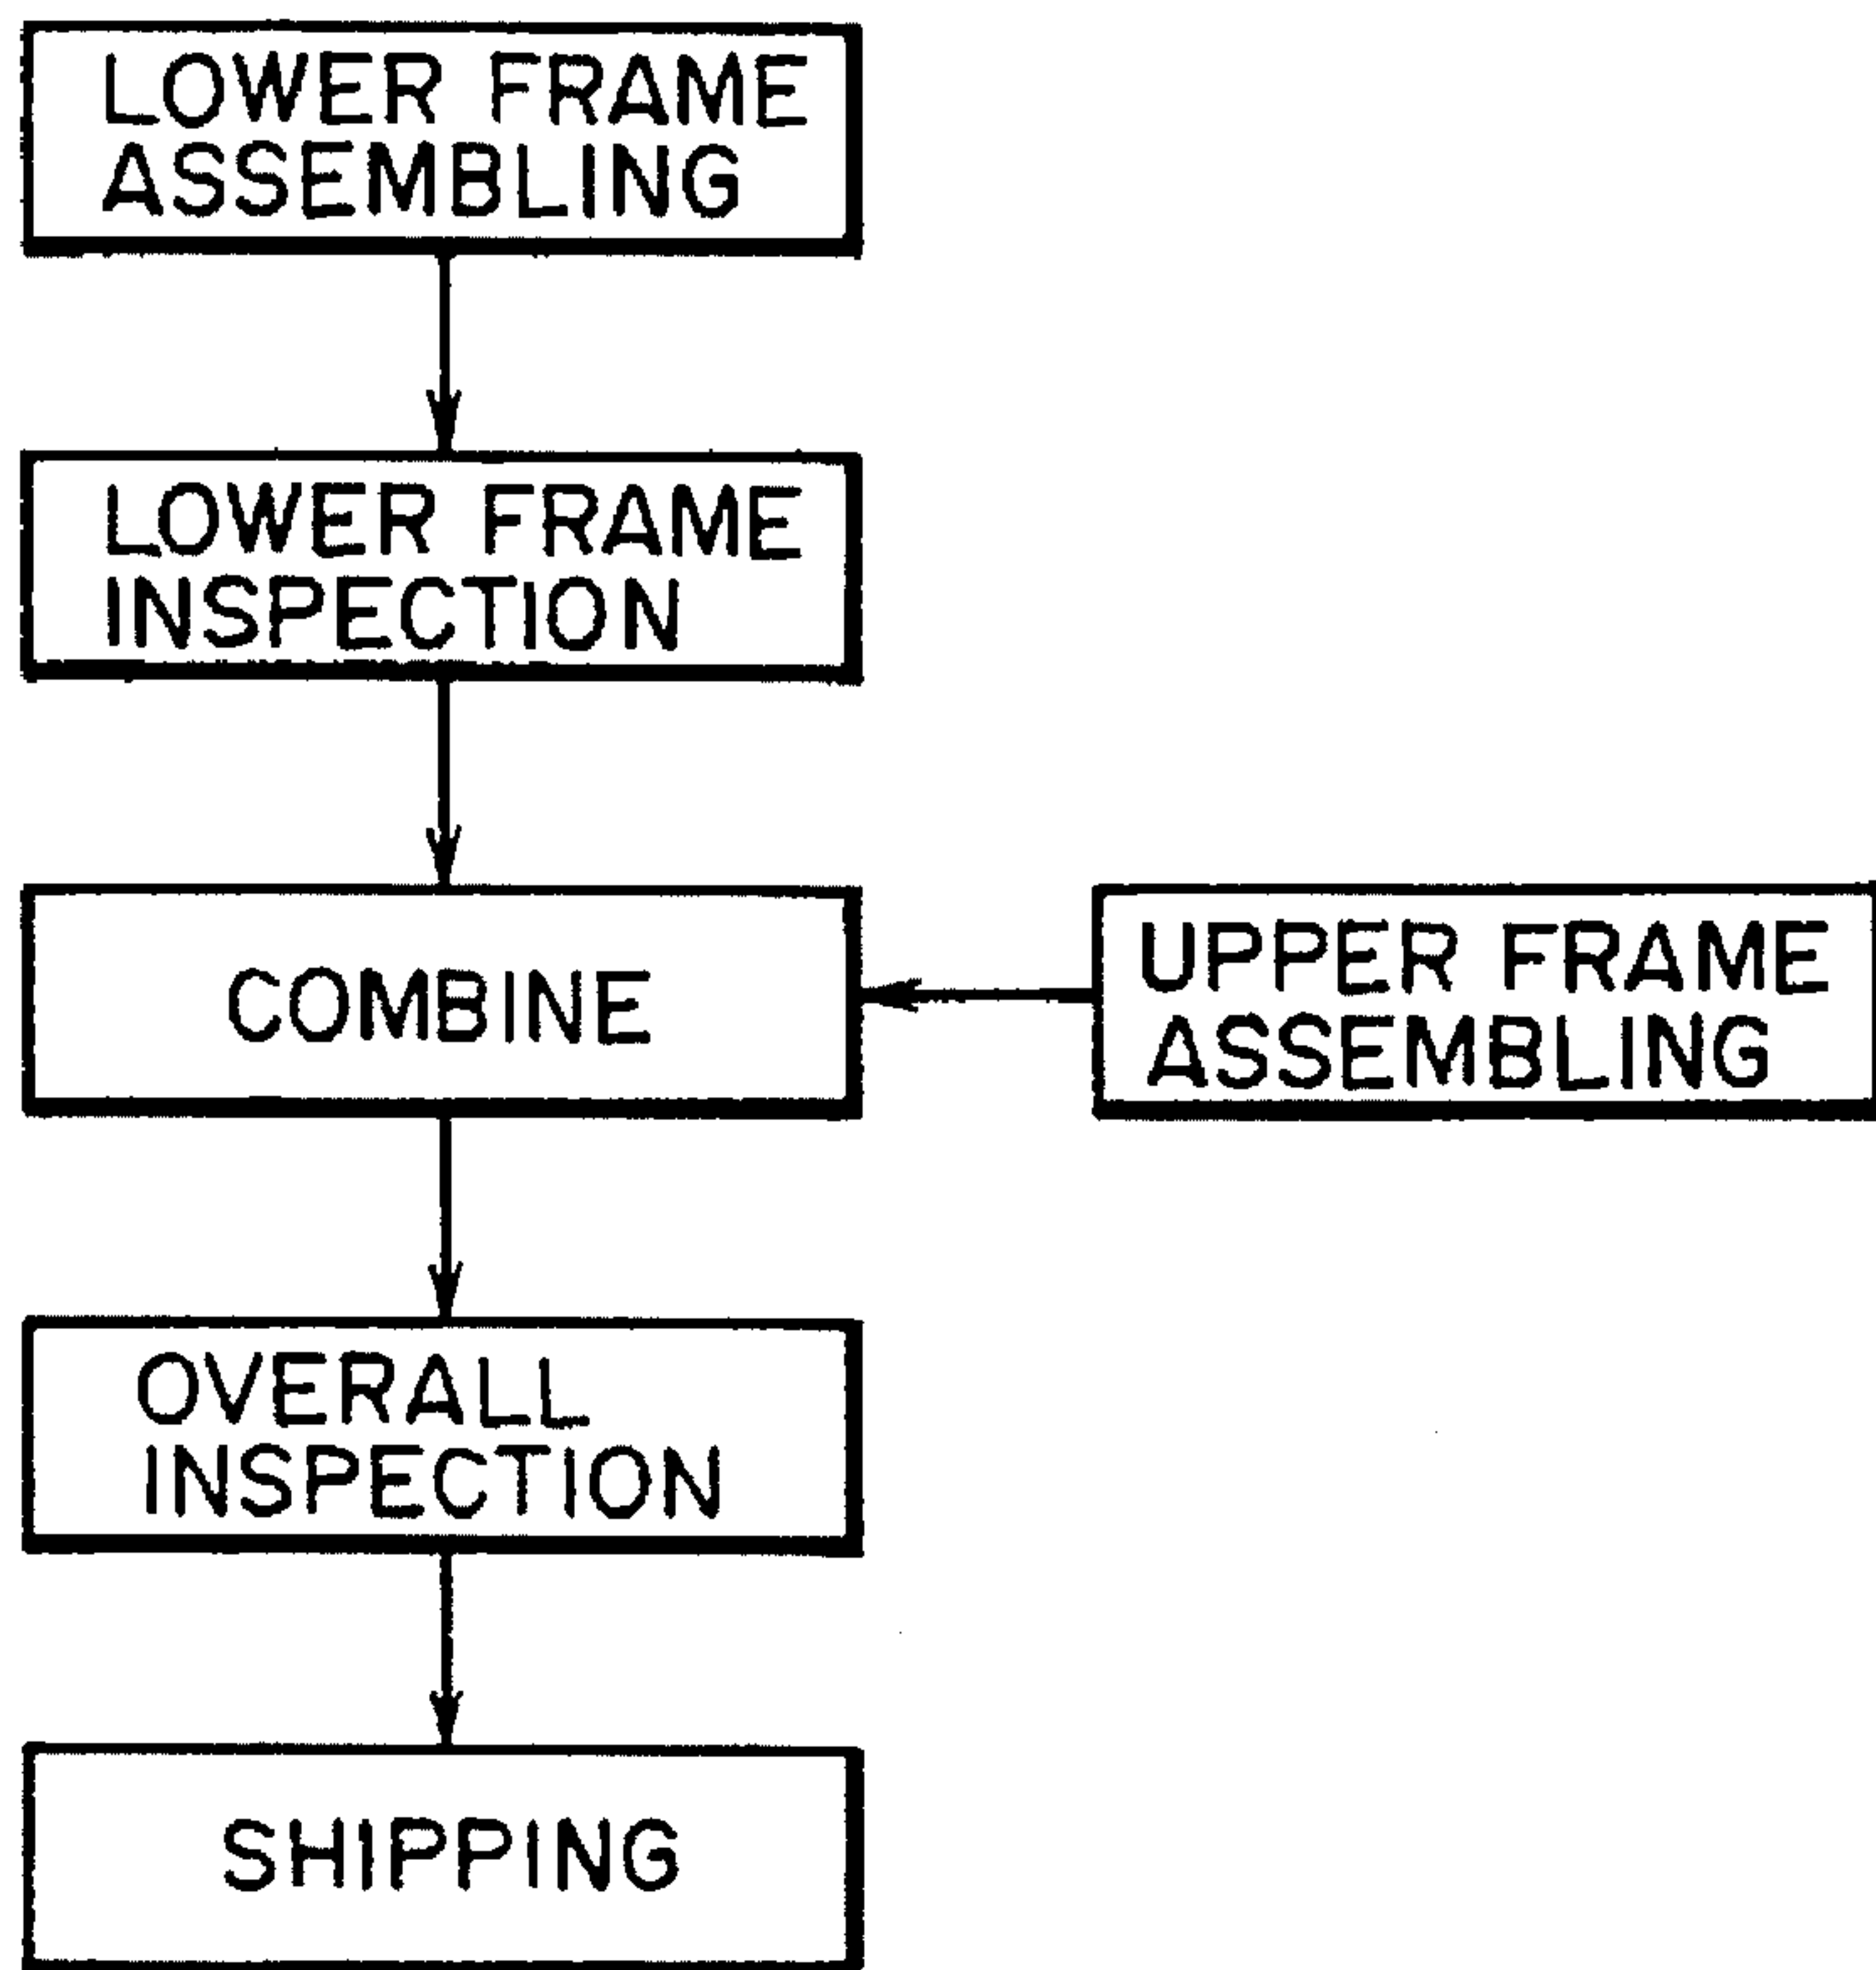 LOWER FRAME
ASSEMBLING
LOWER FRAME
INSPECTION
COMBINE
UPPER FRAME
ASSEMBLING
OVERALL
INSPECTION
SHIPPING